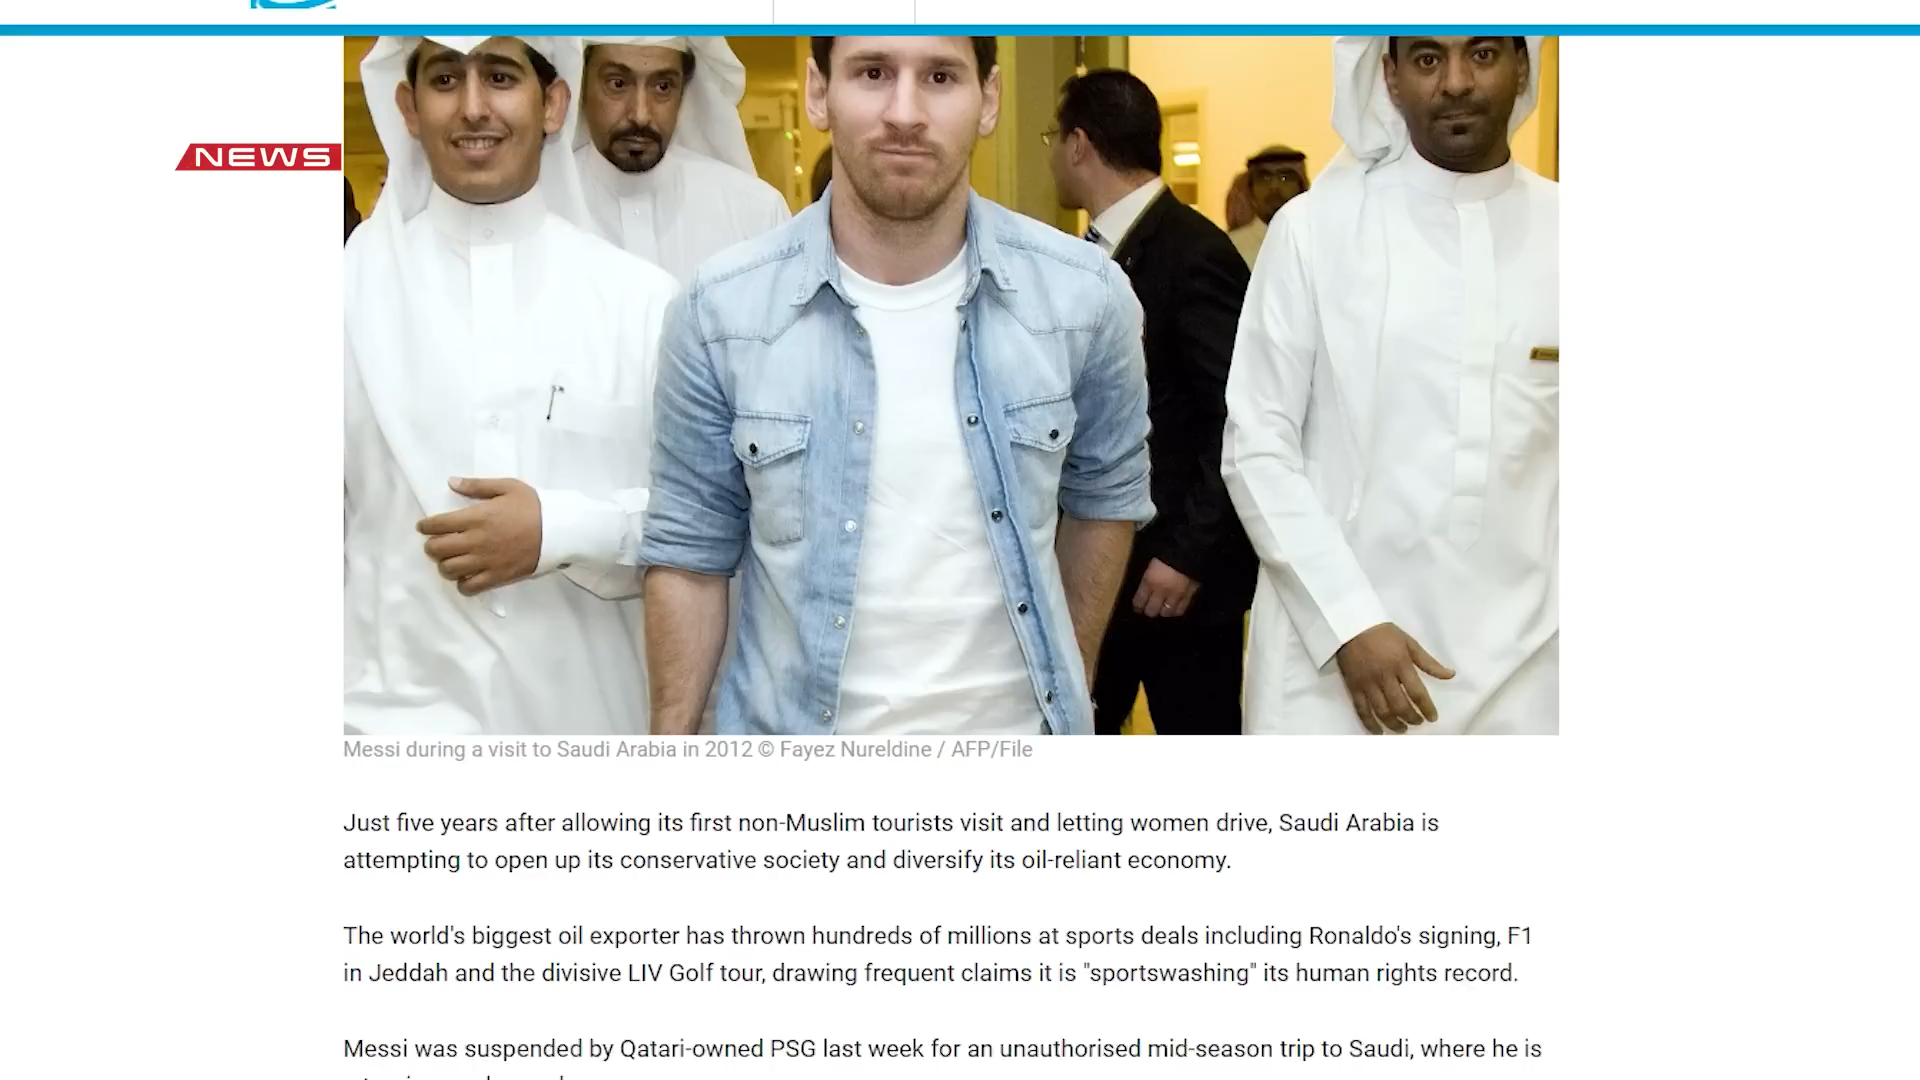 NEWS
Messi during a visit to Saudi Arabia in 2012 © Fayez Nureldine / AFP/File
Just five years after allowing its first non-Muslim tourists visit and letting women drive, Saudi Arabia is
attempting to open up its conservative society and diversify its oil-reliant economy.
The world's biggest oil exporter has thrown hundreds of millions at sports deals including Ronaldo's signing, F1
in Jeddah and the divisive LIV Golf tour, drawing frequent claims it is "sportswashing" its human rights record.
Messi was suspended by Qatari-owned PSG last week for an unauthorised mid-season trip to Saudi, where he is